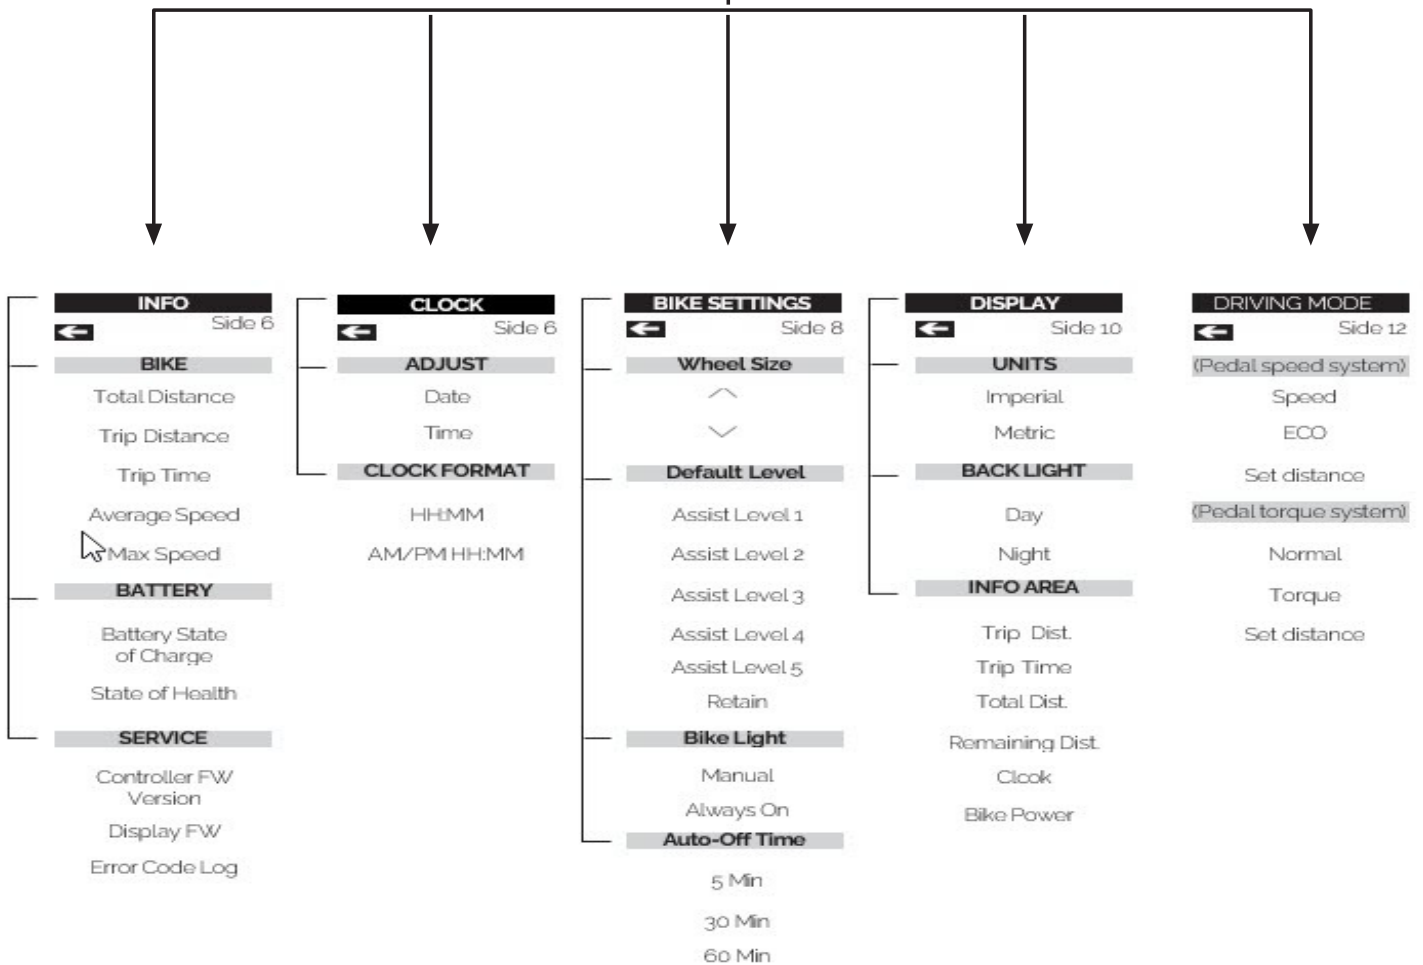 INFO
Side 6
BIKE
Total Distance
Trip Distance
Trip Time
Average Speed
Max Speed
BATTERY
Battery State
of Charge
State of Health
SERVICE
Controller FW
Version
Display FW
Error Code Log
CLOCK
Side 6
ADJUST
Date
Time
CLOCK FORMAT
HH:MM
AM/PM HH:MM
BIKE SETTINGS
Side 8
Wheel Size
Default Level
Assist Level 1
Assist Level 2
Assist Level 3
Assist Level 4
Assist Level 5
Retain
Bike Light
Manual
Always On
Auto-Off Time
5 Min
30 Min
60 Min
DISPLAY
Side 10
UNITS
Imperial
Metric
BACK LIGHT
Day
Night
INFO AREA
Trip Dist.
Trip Time
Total Dist.
Remaining Dist.
Clcok
Bike Power
DRIVING MODE
Side 12
(Pedal speed system)
Speed
ECO
Set distance
(Pedal torque system)
Normal
Torque
Set distance